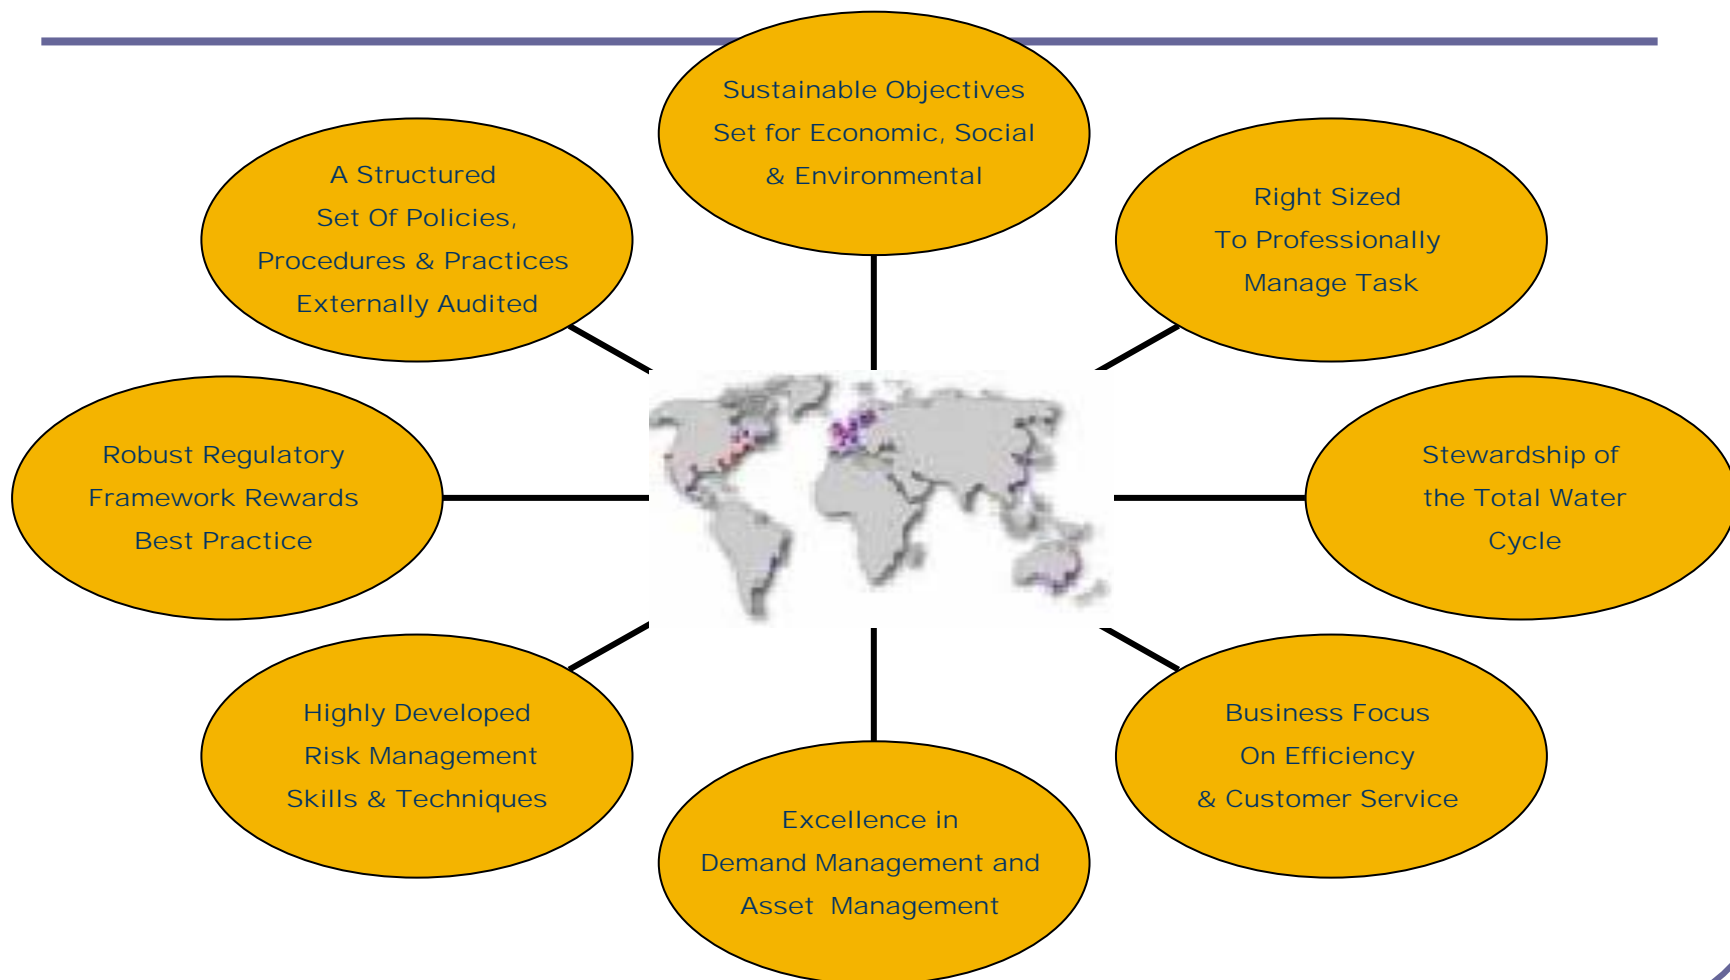 Sustainable Objectives
Set for Economic, Social
& Environmental
A Structured
Set Of Policies,
Procedures & Practices
Externally Audited
Right Sized
To Professionally
Manage Task
Robust Regulatory
Framework Rewards
Best Practice
Stewardship of
the Total Water
Cycle
Highly Developed
Risk Management
Skills & Techniques
Business Focus
On Efficiency
& Customer Service
Excellence in
Demand Management and
Asset Management